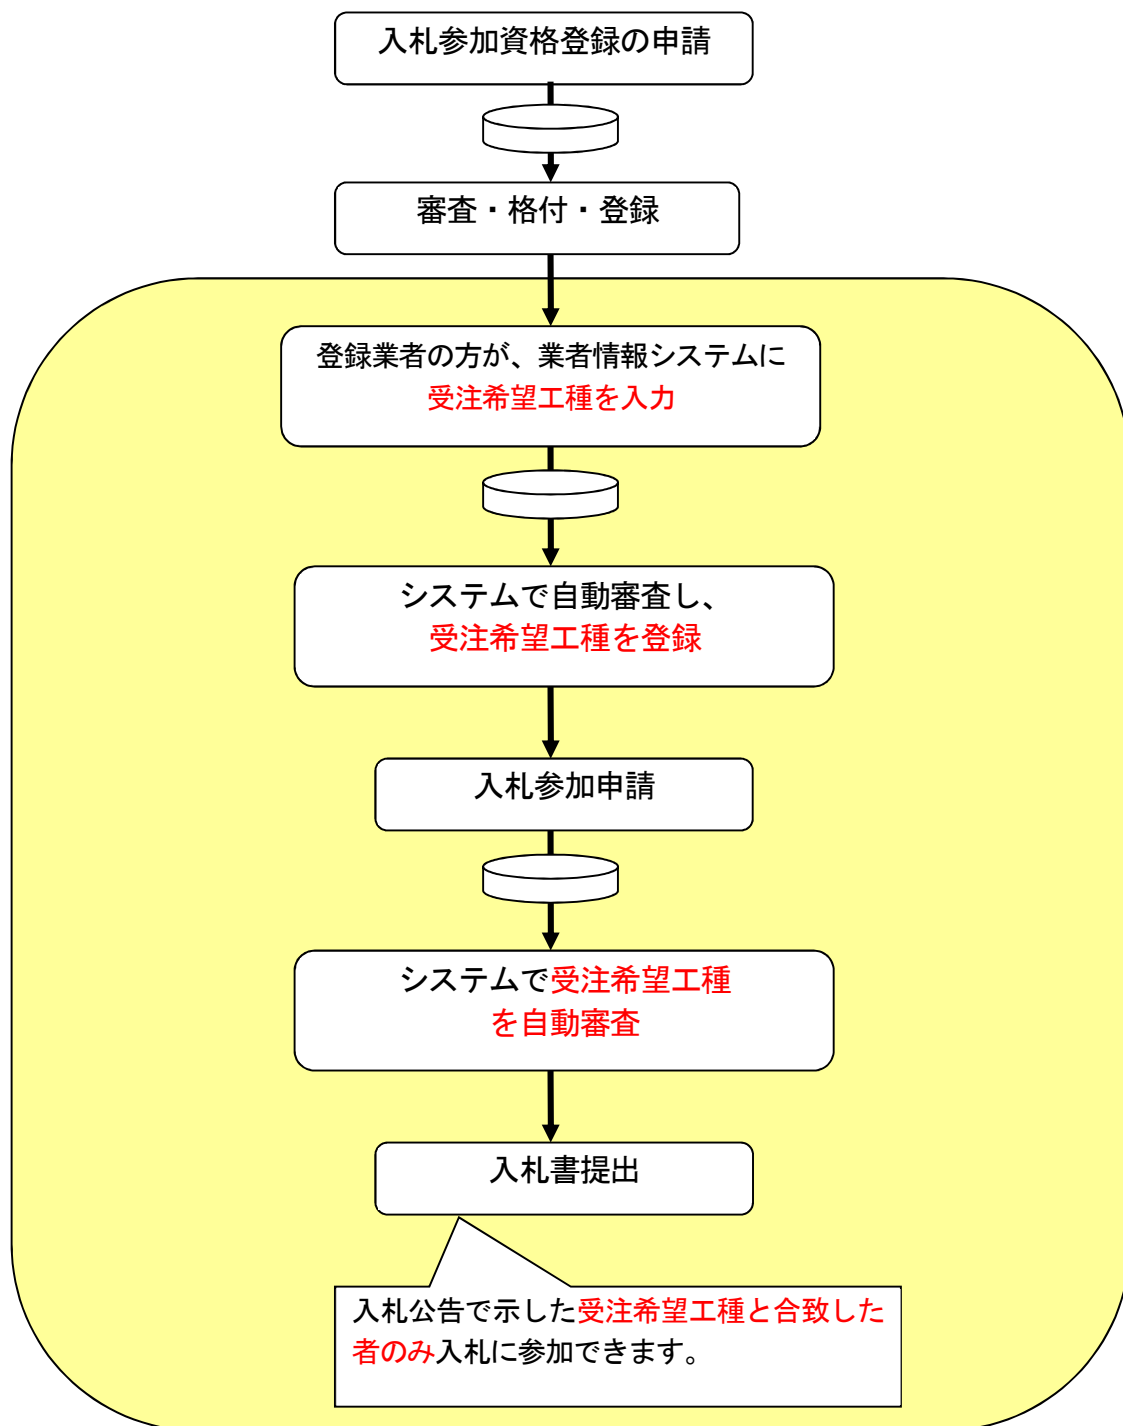 入札参加資格登録の申請
審査・格付・登録
登録業者の方が、業者情報システムに
受注希望工種を入力
システムで自動審査し、
受注希望工種を登録
入札参加申請
システムで受注希望工種
を自動審査
入札書提出
入札公告で示した受注希望工種と合致した
者のみ入札に参加できます。